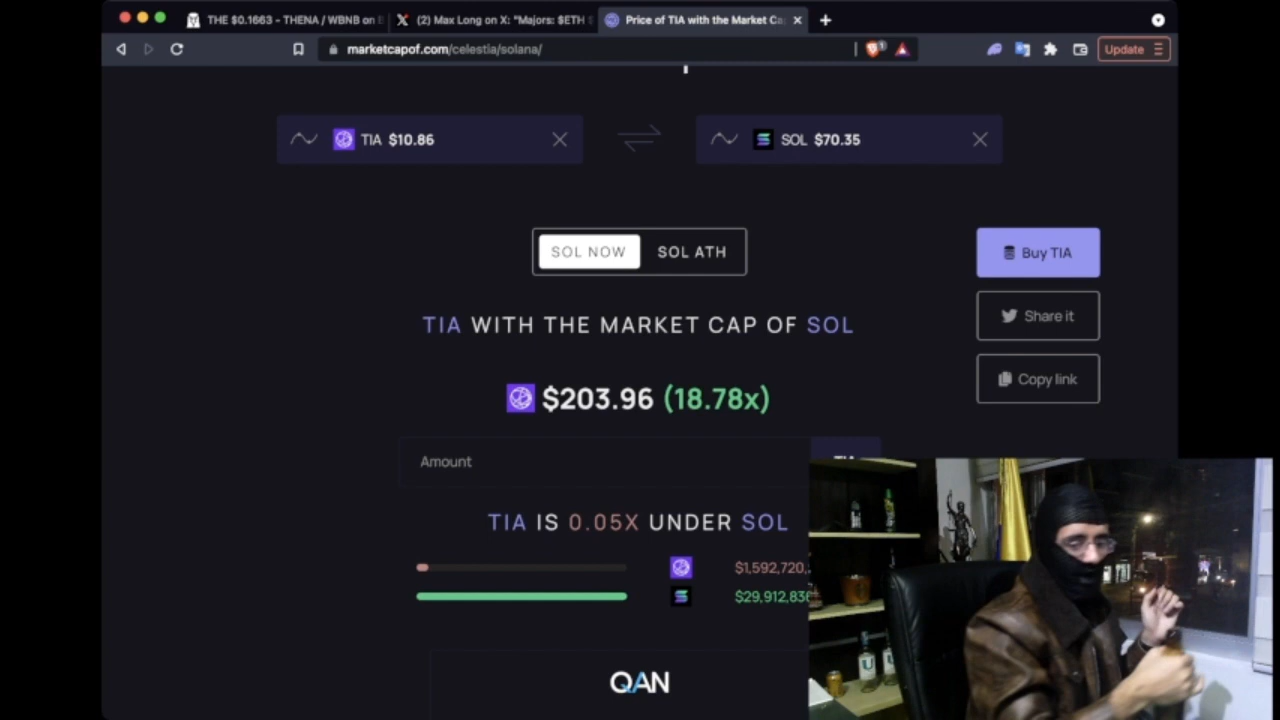 THE $0.1663 - THENA / WBNB on
(2) Max Long on X: "Majors: $ETH
Price of TIA with the Market Ca
marketcapof.com/celestia/solana/
1
Update
TIA $10.86
SOL $70.35
SOL NOW
SOL ATH
Buy TIA
Share it
Copy link
TIA WITH THE MARKET CAP OF SOL
$203.96 (18.78x)
Amount
TIA IS 0.05X UNDER SOL
$1,592,720,
$29,912,83
QAN